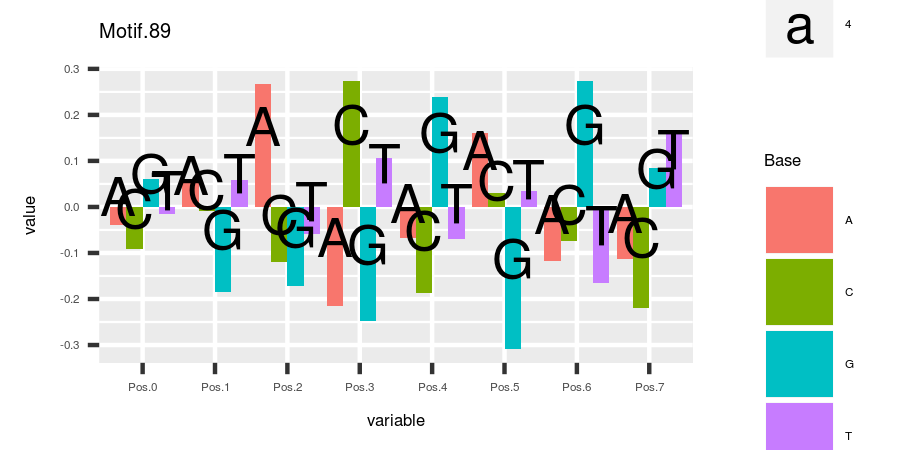 Motif.89
a 4
value
0.3
0.2
0.1
0.0
-0.1
-0.2
-0.3
A C G T A C G T A C G T A C G T A C G T A C G T A C G T A C G T
Pos.0 Pos.1 Pos.2 Pos.3 Pos.4 Pos.5 Pos.6 Pos.7
variable
Base
A
C
G
T